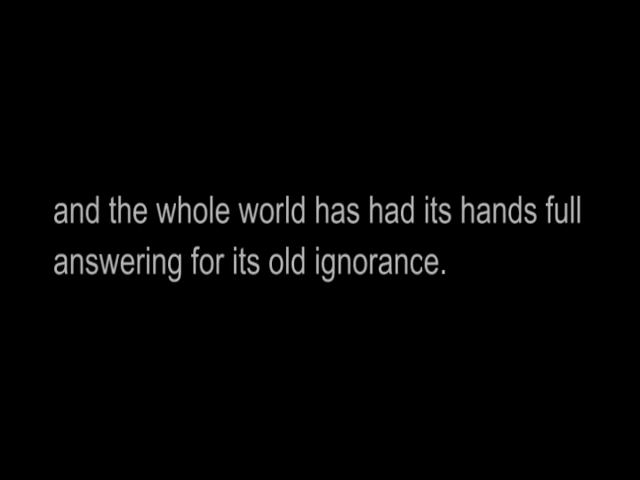 and the whole world has had its hands full
answering for its old ignorance.